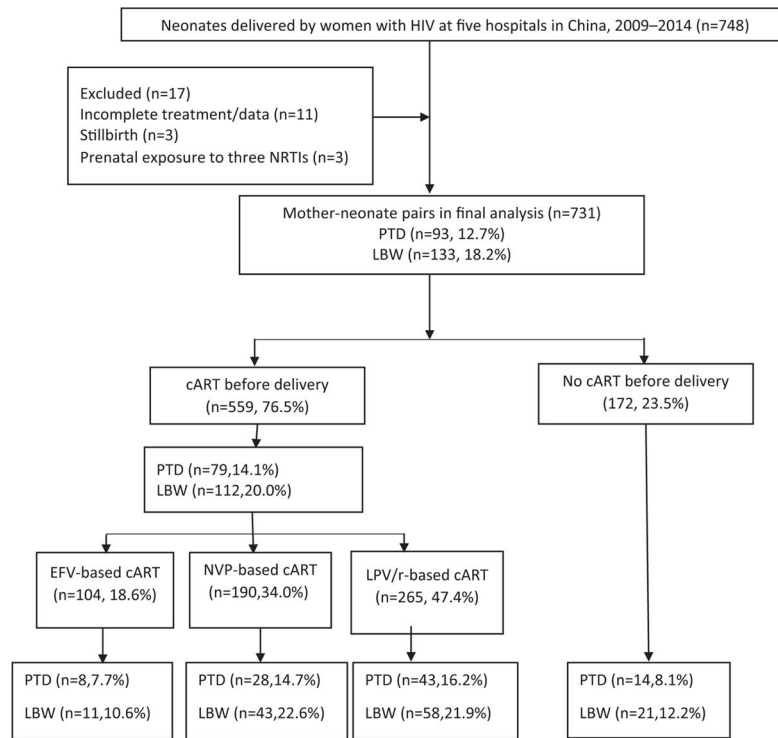 Neonates delivered by women with HIV at five hospitals in China, 2009–2014 (n=748)
Excluded (n=17)
Incomplete treatment/data (n=11)
Stillbirth (n=3)
Prenatal exposure to three NRTIs (n=3)
Mother-neonate pairs in final analysis (n=731)
PTD (n=93, 12.7%)
LBW (n=133, 18.2%)
cART before delivery
(n=559, 76.5%)
No cART before delivery
(172, 23.5%)
PTD (n=79,14.1%)
LBW (n=112,20.0%)
EFV-based cART
(n=104, 18.6%)
NVP-based cART
(n=190,34.0%)
LPV/r-based cART
(n=265, 47.4%)
PTD (n=8,7.7%)
LBW (n=11,10.6%)
PTD (n=28,14.7%)
LBW (n=43,22.6%)
PTD (n=43,16.2%)
LBW (n=58,21.9%)
PTD (n=14,8.1%)
LBW (n=21,12.2%)